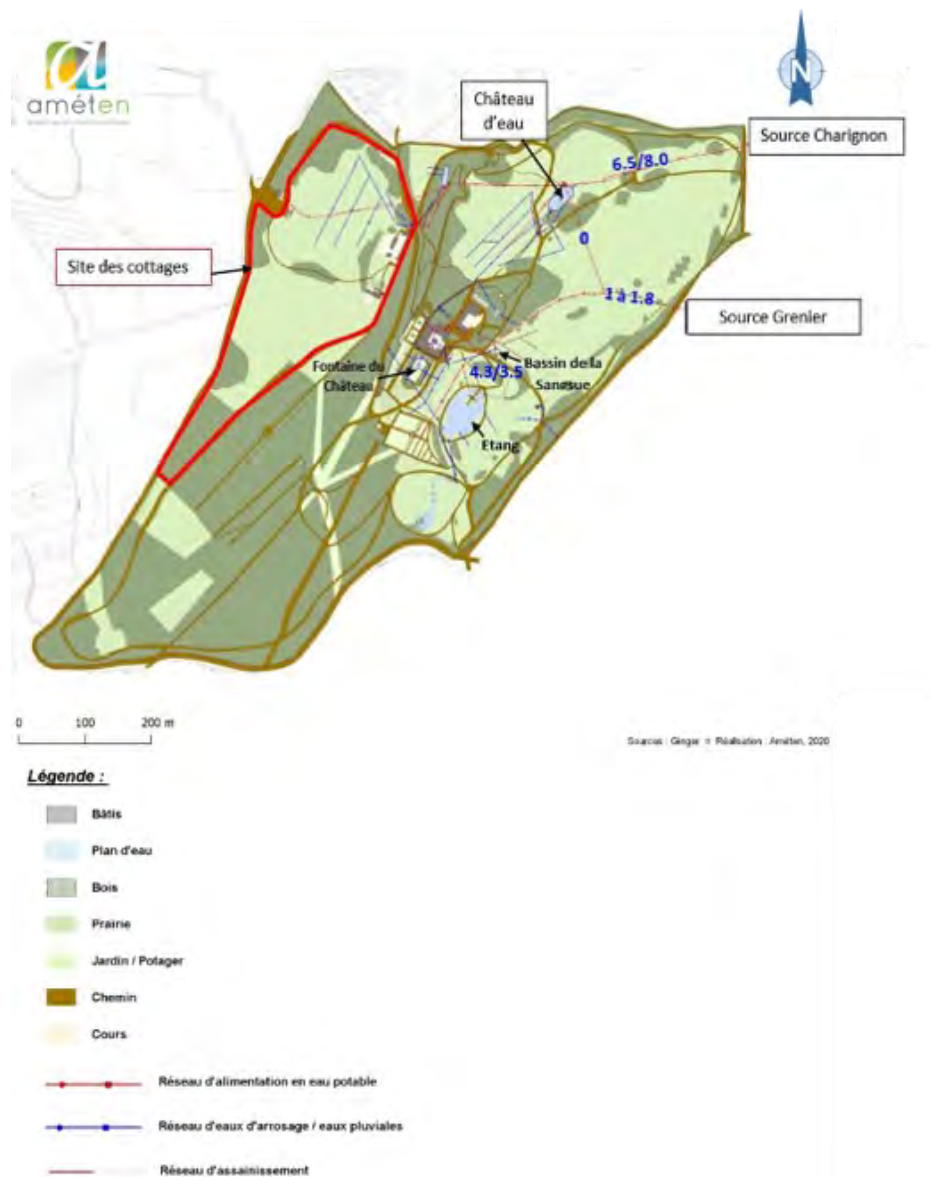 améten
N
Château
d'eau
Source Charignon
6.5/8.0
Site des cottages
0
1 à 1.8
Source Grenier
Fontaine du
Château
Bassin de la
Sangsue
4.3/3.5
Etang
0 100 200 m
Sources : Ginger Réalisation : Améten, 2020
Légende :
Bâtis
Plan d'eau
Bois
Prairie
Jardin / Potager
Chemin
Cours
Réseau d'alimentation en eau potable
Réseau d'eaux d'arrosage / eaux pluviales
Réseau d'assainissement